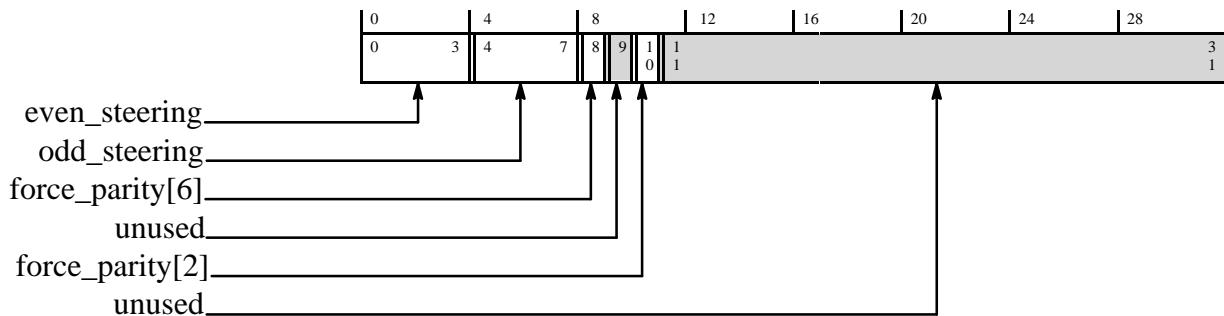 0 4 8 12 16 20 24 28
0 3 4 7 8 9 1 1 3
0 1 1
even_steering
odd_steering
force_parity[6]
unused
force_parity[2]
unused